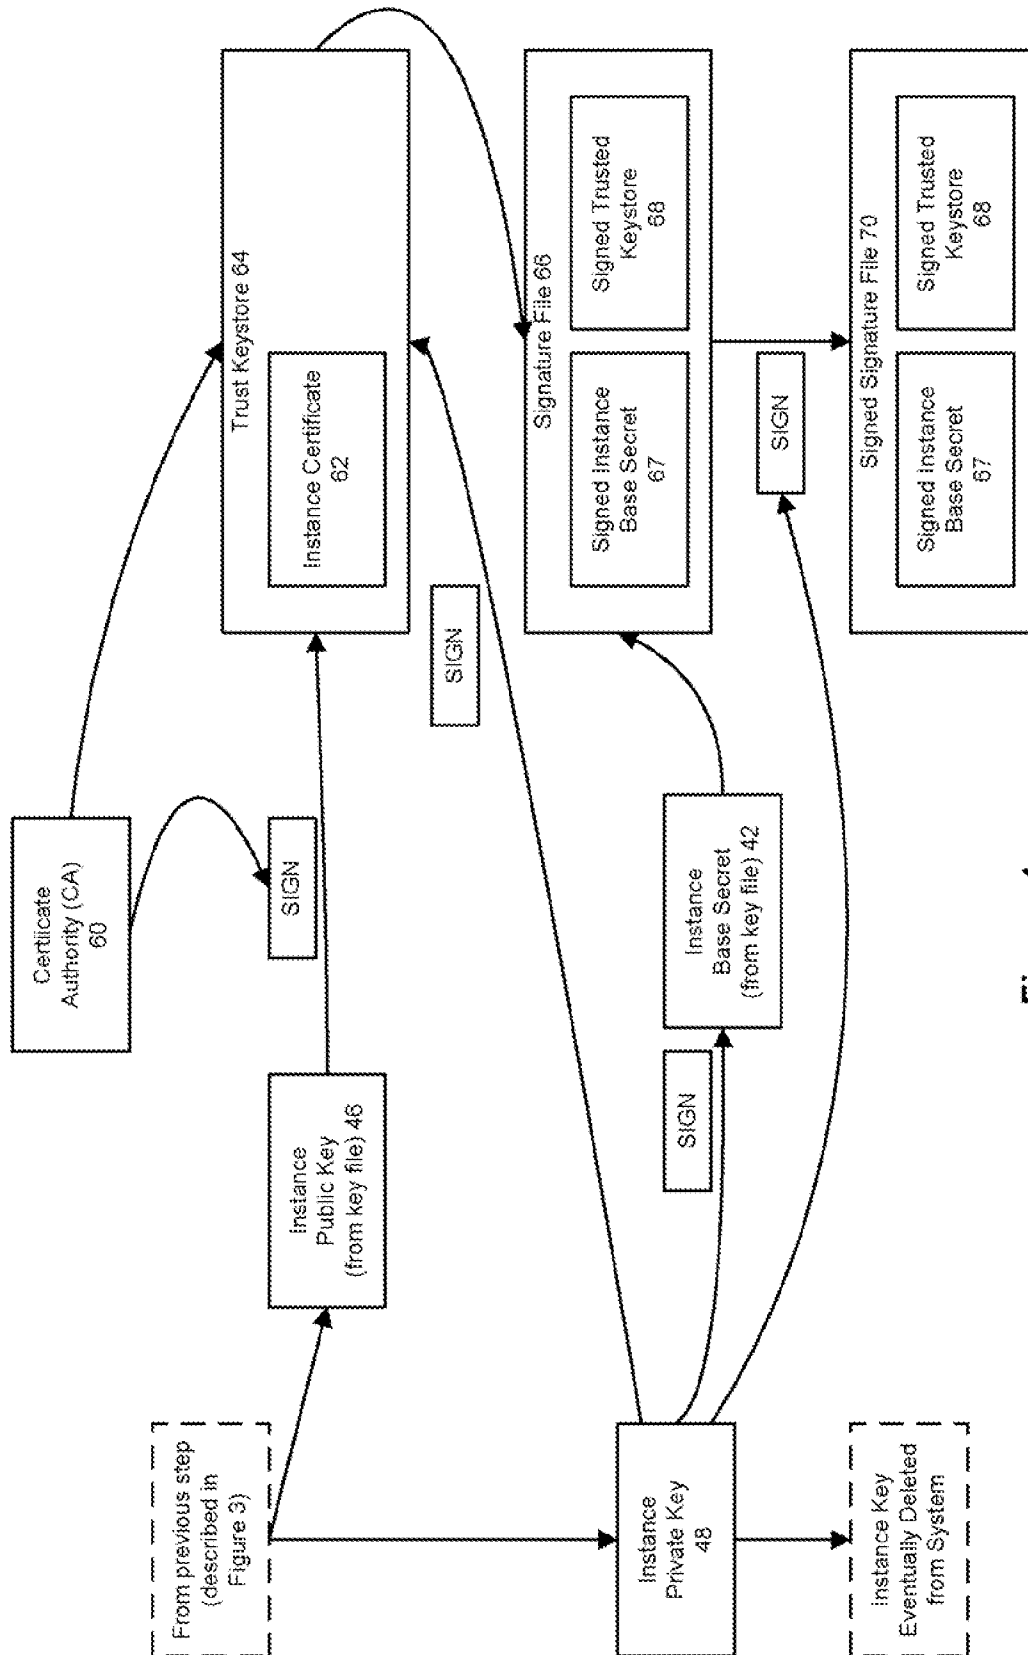 Certiicate
Authority (CA)
60
From previous step
(described in
Figure 3)
Instance
Public Key
(from key file) 46
SIGN
Trust Keystore 64
Instance Certificate
62
SIGN
Instance
Private Key
48
SIGN
Instance
Base Secret
(from key file) 42
Signature File 66
Signed Instance
Base Secret
67
Signed Trusted
Keystore
68
SIGN
Instance Key
Eventually Deleted
from System
Signed Signature File 70
Signed Instance
Base Secret
67
Signed Trusted
Keystore
68